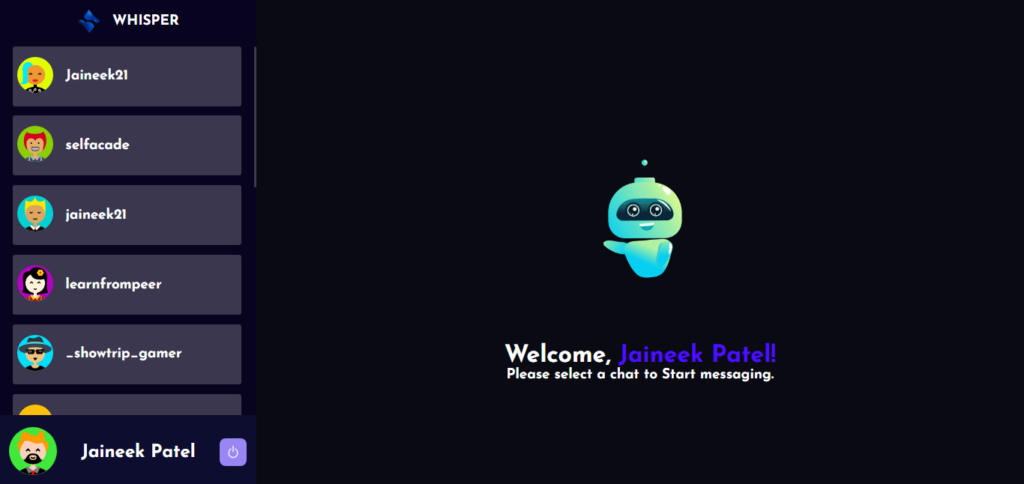 WHISPER
Jaineek21
selfacade
jaineek21
learnfrompeer
_showtrip_gamer
Jaineek Patel
Welcome, Jaineek Patel!
Please select a chat to Start messaging.